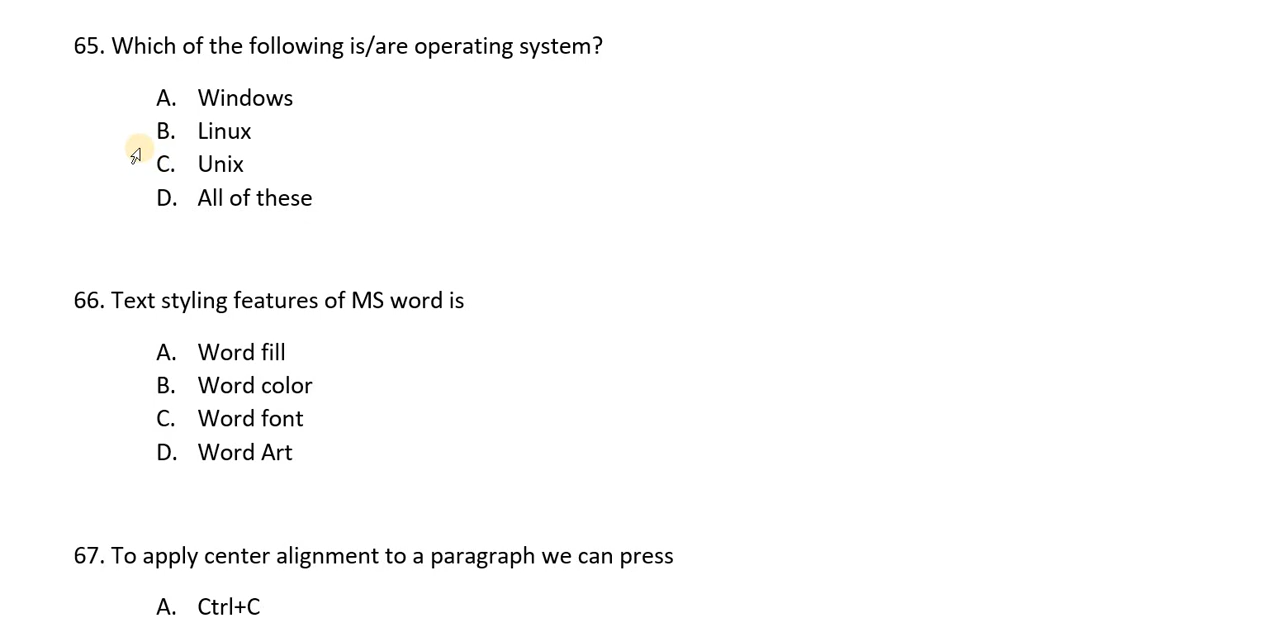 65. Which of the following is/are operating system?
A. Windows
B. Linux
C. Unix
D. All of these
66. Text styling features of MS word is
A. Word fill
B. Word color
C. Word font
D. Word Art
67. To apply center alignment to a paragraph we can press
A. Ctrl+C